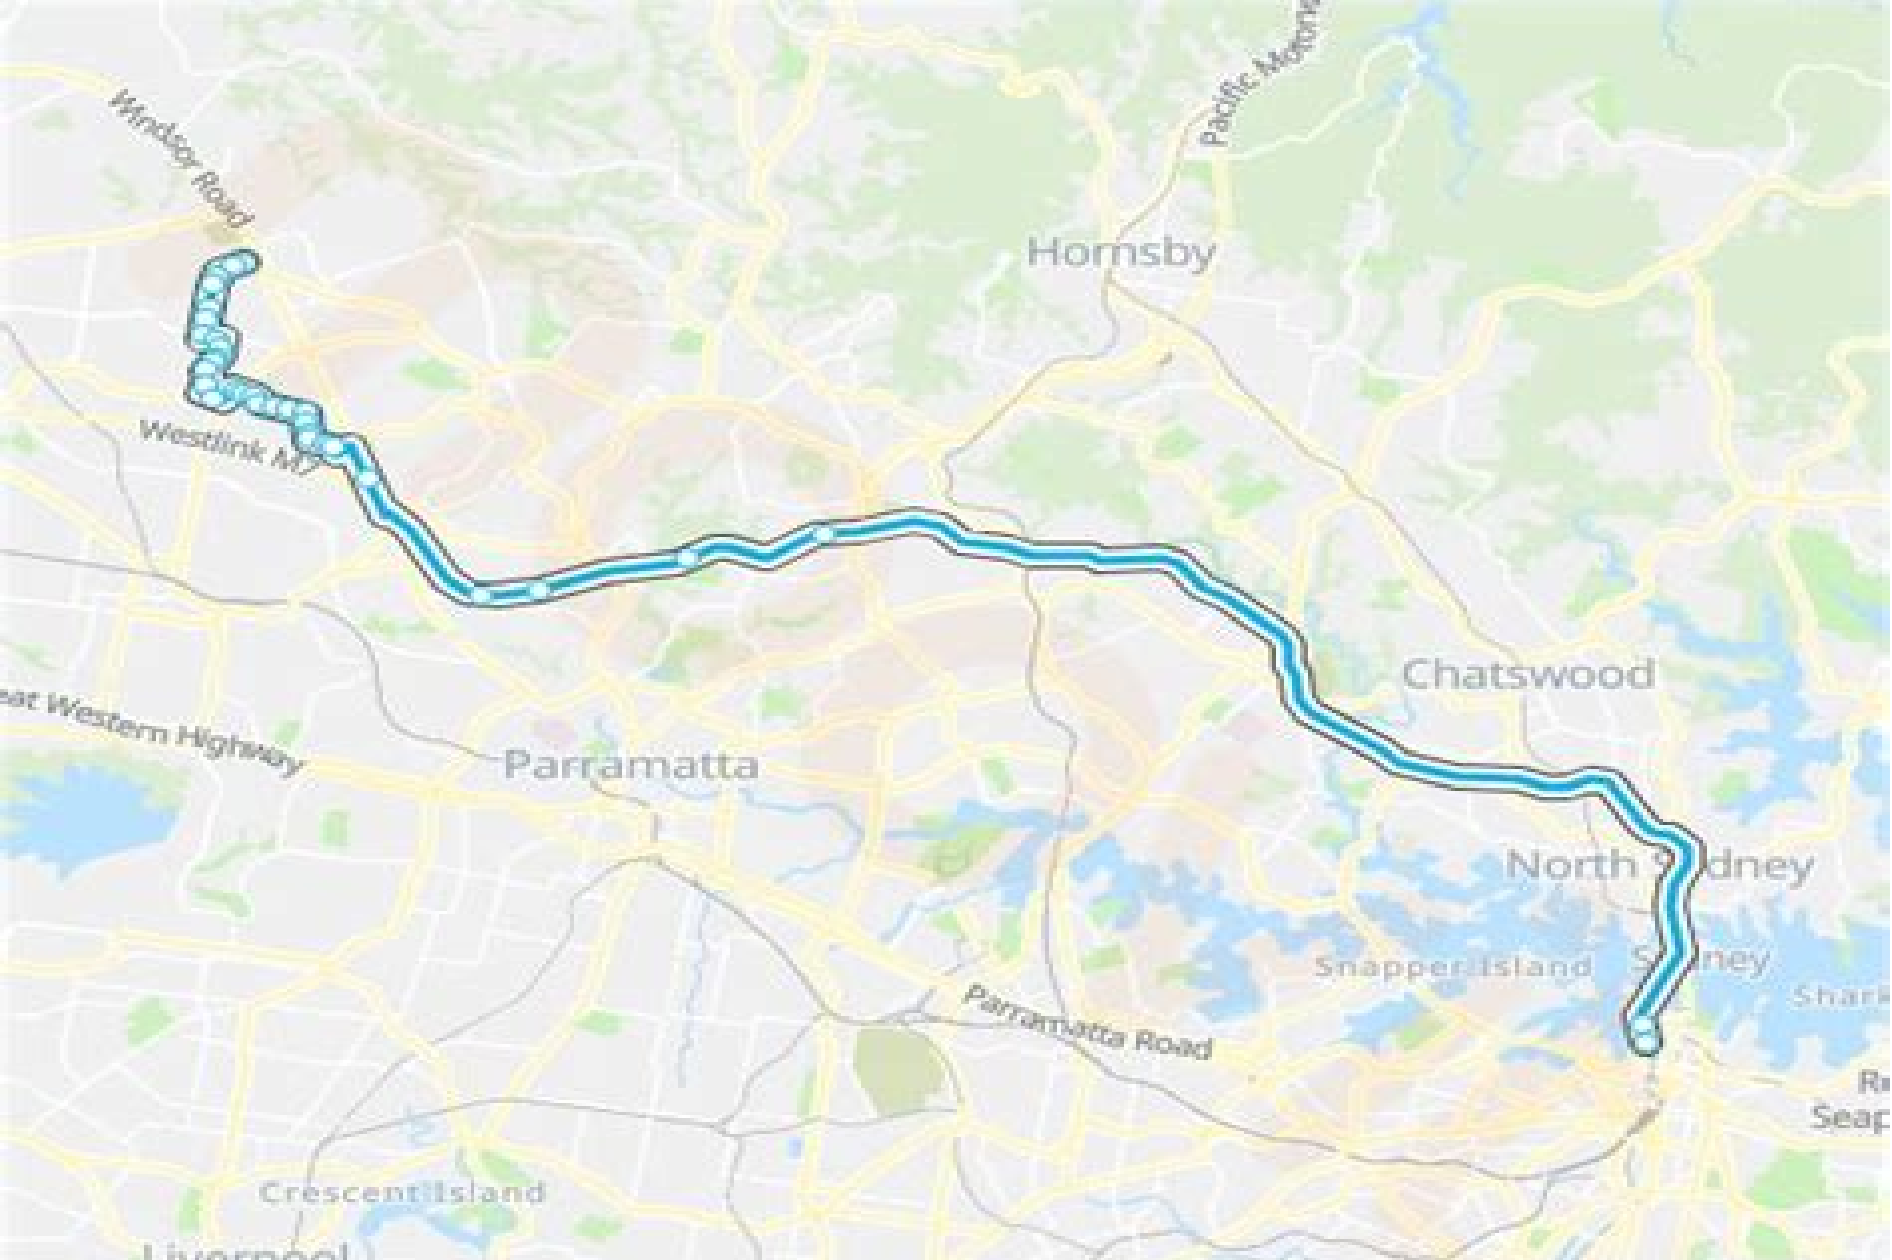 Pacific Motorw
Windsor Road
Hornsby
Westlink M7
Chatswood
eat Western Highway
Parramatta
North Sydney
Snapper Island
Sydney
Shark
Parramatta Road
Re
Seap
Crescent Island
Liverpool